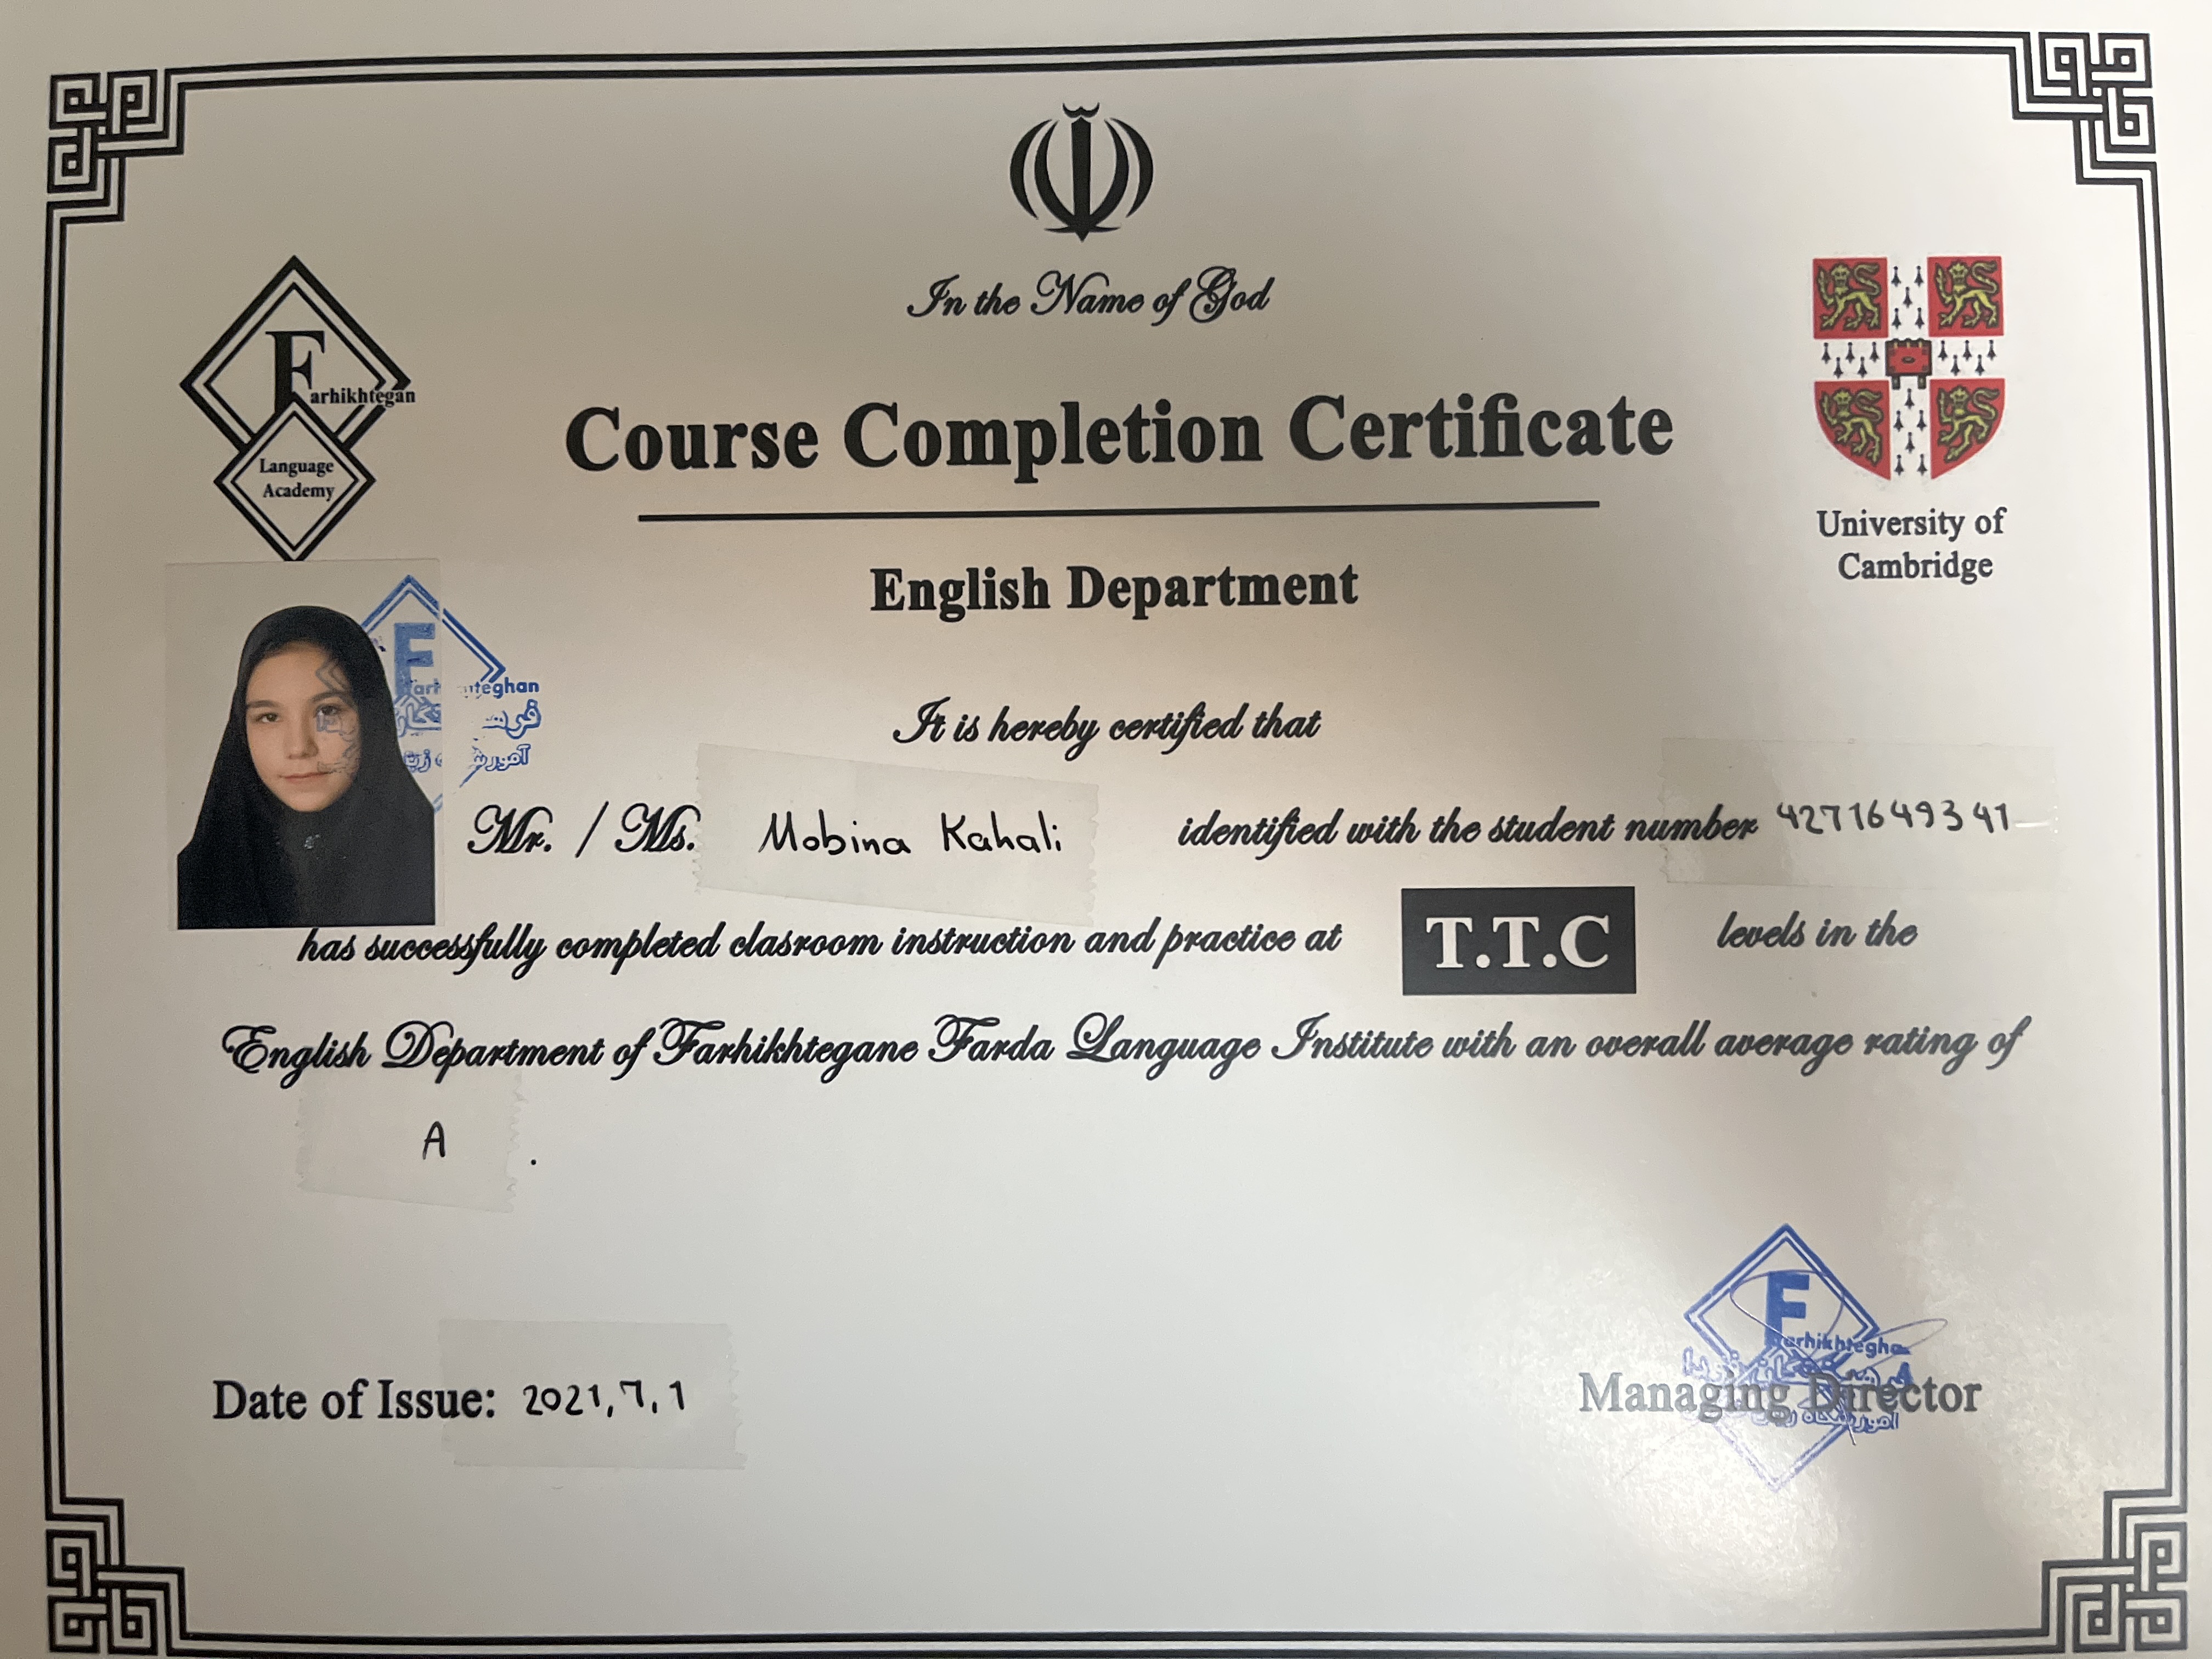 In the Name of God
Farhikhtegan
Language
Academy
Course Completion Certificate
University of
Cambridge
English Department
F
It is hereby certified that
Mr. / Ms. Mobina Kahali identified with the student number 4271649341
has successfully completed clasroom instruction and practice at T.T.C levels in the
English Department of Farhikhtegane Farda Language Institute with an overall average rating of
A .
F
Date of Issue: 2021,7,1
Managing Director